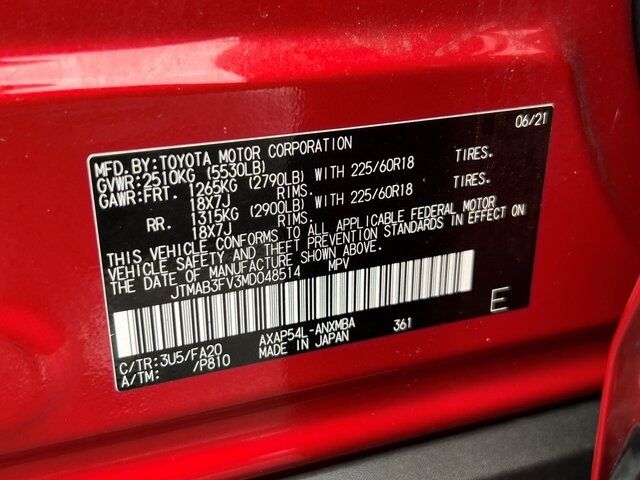 06/21
MFD. BY: TOYOTA MOTOR CORPORATION
GVWR: 2510KG (5530LB)
GAWR: FRT. 1265KG (2790LB) WITH 225/60R18 TIRES.
18X7J RIMS.
RR. 1315KG (2900LB) WITH 225/60R18 TIRES.
18X7J RIMS.
THIS VEHICLE CONFORMS TO ALL APPLICABLE FEDERAL MOTOR
VEHICLE SAFETY AND THEFT PREVENTION STANDARDS IN EFFECT ON
THE DATE OF MANUFACTURE SHOWN ABOVE.
JTMAB3FV3MD048514 MPV
E
C/TR: 3U5/FA20 AXAP54L-ANXMBA 361
A/TM: /P810 MADE IN JAPAN